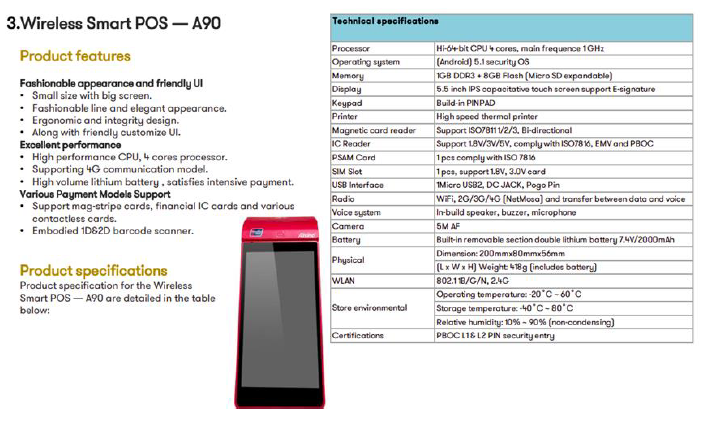 3.Wireless Smart POS — A90
Product features
Fashionable appearance and friendly UI
• Small size with big screen.
• Fashionable line and elegant appearance.
• Ergonomic and integrity design.
• Along with friendly customize UI.
Excellent performance
• High performance CPU, 4 cores processor.
• Supporting 4G communication model.
• High volume lithium battery , satisfies intensive payment.
Various Payment Models Support
• Support mag-stripe cards, financial IC cards and various
contactless cards.
• Embodied 1D&2D barcode scanner.
Product specifications
Product specification for the Wireless
Smart POS — A90 are detailed in the table
below:
Technical specifications
Processor Hi-64-bit CPU 4 cores, main frequence 1 GHz
Operating system (Android) 5.1 security OS
Memory 1GB DDR3 + 8GB Flash (Micro SD expandable)
Display 5.5 inch IPS capacitative touch screen support E-signature
Keypad Build-in PINPAD
Printer High speed thermal printer
Magnetic card reader Support ISO7811 1/2/3, Bi-directional
IC Reader Support 1.8V/3V/5V, comply with ISO7816, EMV and PBOC
PSAM Card 1 pcs comply with ISO 7816
SIM Slot 1 pcs, support 1.8V, 3.0V card
USB Interface 1Micro USB2, DC JACK, Pogo Pin
Radio WiFi, 2G/3G/4G (NetMosa) and transfer between data and voice
Voice system In-build speaker, buzzer, microphone
Camera 5M AF
Battery Built-in removable section double lithium battery 7.4V/2000mAh
Physical Dimension: 200mmx80mmx56mm
(L x W x H) Weight: 418g (includes battery)
WLAN 802.11B/G/N, 2.4G
Store environmental Operating temperature: -20°C ~ 60°C
Storage temperature: -40°C ~ 80°C
Relative humidity: 10% ~ 90% (non-condensing)
Certifications PBOC L1 & L2 PIN security entry